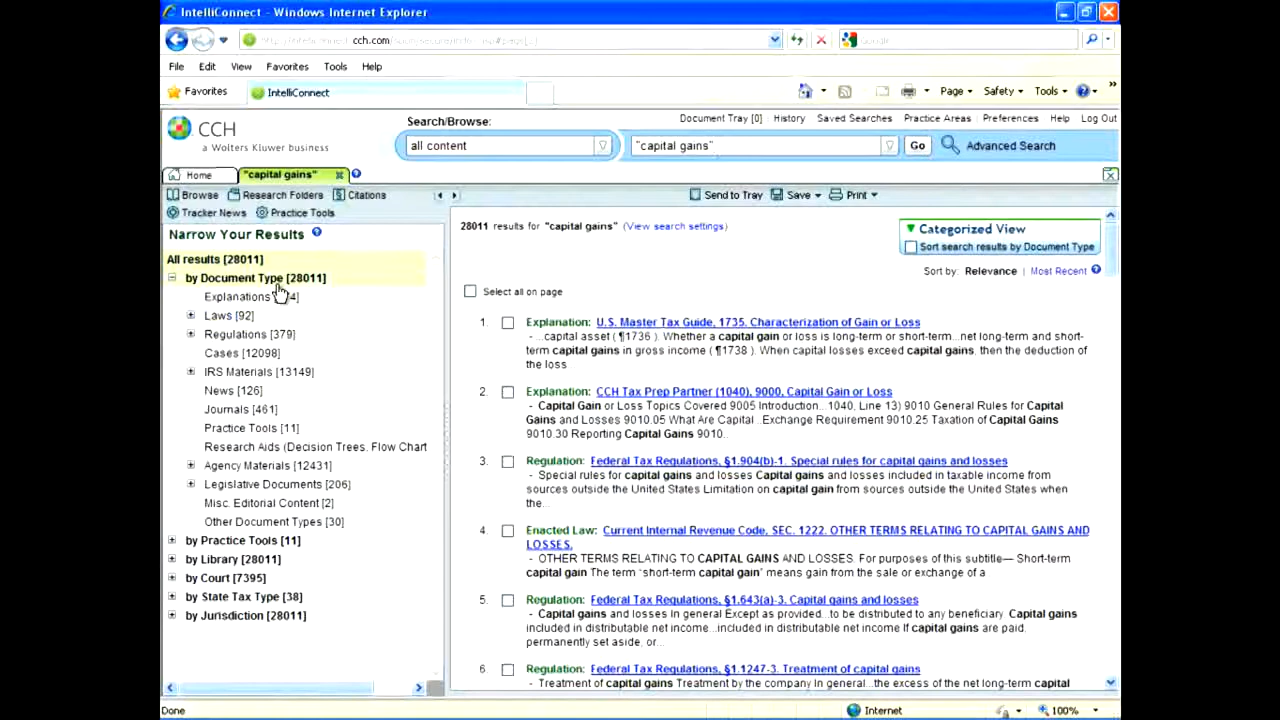 IntelliConnect - Windows Internet Explorer
cch.com
File Edit View Favorites Tools Help
Favorites IntelliConnect Page Safety Tools
CCH
a Wolters Kluwer business
Document Tray [0] History Saved Searches Practice Areas Preferences Help Log Out
Search/Browse:
all content "capital gains" Go Advanced Search
Home "capital gains"
Browse Research Folders Citations
Tracker News Practice Tools
Send to Tray Save Print
Narrow Your Results
All results [28011]
by Document Type [28011]
Explanations
Laws [92]
Regulations [379]
Cases [12098]
IRS Materials [13149]
News [126]
Journals [461]
Practice Tools [11]
Research Aids (Decision Trees. Flow Chart
Agency Materials [12431]
Legislative Documents [206]
Misc. Editorial Content [2]
Other Document Types [30]
by Practice Tools [11]
by Library [28011]
by Court [7395]
by State Tax Type [38]
by Jurisdiction [28011]
28011 results for "capital gains" (View search settings)
Categorized View
Sort search results by Document Type
Sort by: Relevance | Most Recent
Select all on page
1. Explanation: U.S. Master Tax Guide, 1735. Characterization of Gain or Loss
- ...capital asset ( ¶1736 ). Whether a capital gain or loss is long-term or short-term...net long-term and short-
term capital gains in gross income ( ¶1738 ). When capital losses exceed capital gains, then the deduction of
the loss
2. Explanation: CCH Tax Prep Partner (1040), 9000, Capital Gain or Loss
- Capital Gain or Loss Topics Covered 9005 Introduction... 1040, Line 13) 9010 General Rules for Capital
Gains and Losses 9010.05 What Are Capital ..Exchange Requirement 9010.25 Taxation of Capital Gains
9010.30 Reporting Capital Gains 9010..
3. Regulation: Federal Tax Regulations, §1.904(b)-1. Special rules for capital gains and losses
- Special rules for capital gains and losses Capital gains and losses included in taxable income from
sources outside the United States Limitation on capital gain from sources outside the United States when
the...
4. Enacted Law: Current Internal Revenue Code, SEC. 1222. OTHER TERMS RELATING TO CAPITAL GAINS AND
LOSSES.
- OTHER TERMS RELATING TO CAPITAL GAINS AND LOSSES. For purposes of this subtitle— Short-term
capital gain The term "short-term capital gain" means gain from the sale or exchange of a
5. Regulation: Federal Tax Regulations, §1.643(a)-3. Capital gains and losses
- Capital gains and losses In general Except as provided...to be distributed to any beneficiary. Capital gains
included in distributable net income...included in distributable net income If capital gains are paid.
permanently set aside, or...
6. Regulation: Federal Tax Regulations, §1.1247-3. Treatment of capital gains
- Treatment of capital gains Treatment by the company In general...the excess of the net long-term capital
Done Internet 100%